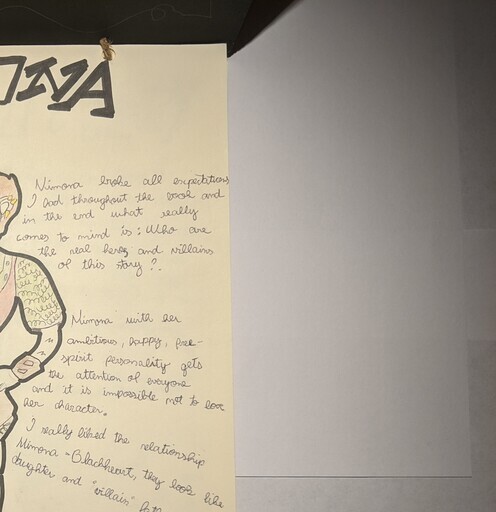 ONA
Nimona broke all expectations
I had throughout the book and
in the end what really
comes to mind is: Who are
the real heros and villains
of this story?.
Nimona with her
ambitious, happy, free-
spirit personality gets
the attention of everyone
and it is impossible not to love
her character.
I really liked the relationship
Nimona - Blackheart, they look like
daughter and "villain"